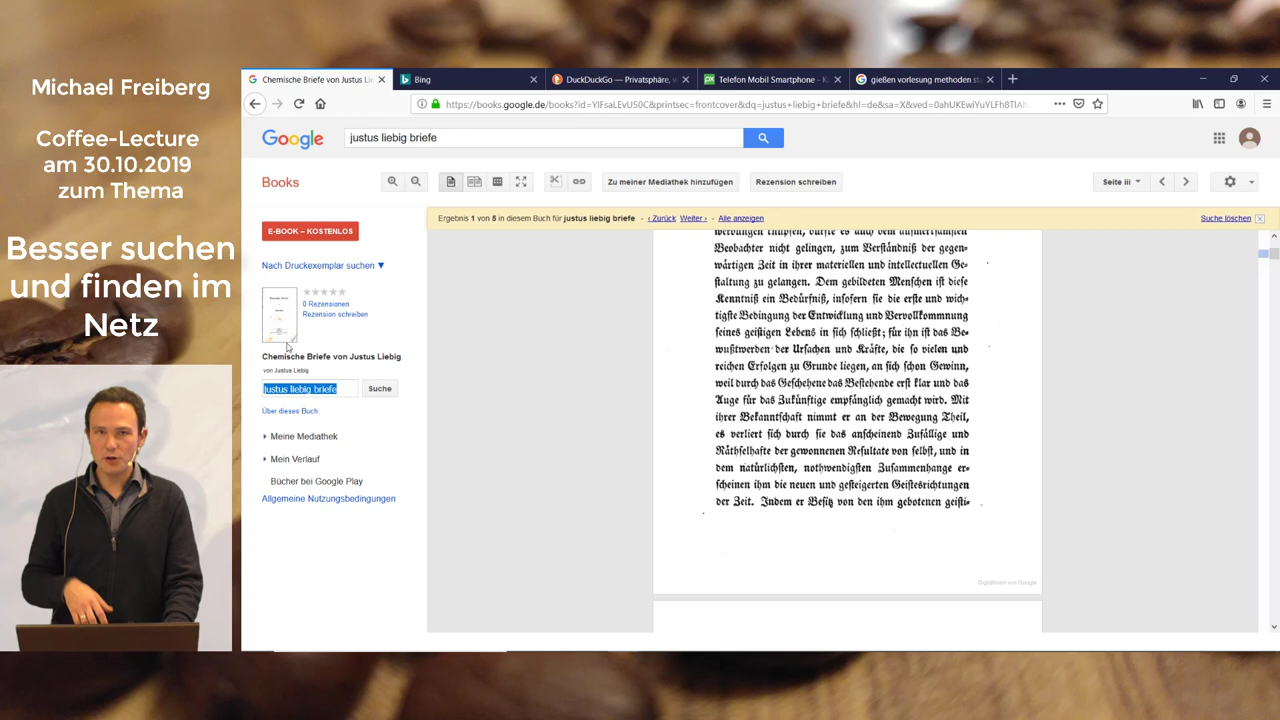 Michael Freiberg
Coffee-Lecture
am 30.10.2019
zum Thema
Besser suchen
und finden im
Netz
Chemische Briefe von Justus Lie
Bing
DuckDuckGo — Privatsphäre, v
Telefon Mobil Smartphone - K
gießen vorlesung methoden st
https://books.google.de/books?id=
Google
justus liebig briefe
Books
Zu meiner Mediathek hinzufügen
Rezension schreiben
Seite iii
Ergebnis 1 von 5 in diesem Buch für justus liebig briefe - ‹ Zurück Weiter › - Alle anzeigen
Suche löschen
E-BOOK – KOSTENLOS
Nach Druckexemplar suchen ▼
0 Rezensionen
Rezension schreiben
Chemische Briefe von Justus Liebig
von Justus Liebig
justus liebig briefe
Suche
Über dieses Buch
Meine Mediathek
Mein Verlauf
Bücher bei Google Play
Allgemeine Nutzungsbedingungen
werbungen knüpfen, dürfte es auch dem aufmerksamsten
Beobachter nicht gelingen, zum Verständniß der gegen-
wärtigen Zeit in ihrer materiellen und intellectuellen Ge-
staltung zu gelangen. Dem gebildeten Menschen ist diese
Kenntniß ein Bedürfniß, insofern sie die erste und wich-
tigste Bedingung der Entwicklung und Vervollkommnung
seines geistigen Lebens in sich schließt; für ihn ist das Be-
wußtwerden der Ursachen und Kräfte, die so vielen und
reichen Erfolgen zu Grunde liegen, an sich schon Gewinn,
weil durch das Geschehene das Bestehende erst klar und das
Auge für das Zukünftige empfänglich gemacht wird. Mit
ihrer Bekanntschaft nimmt er an der Bewegung Theil,
es verliert sich durch sie das anscheinend Zufällige und
Räthselhafte der gewonnenen Resultate von selbst, und in
dem natürlichsten, nothwendigsten Zusammenhange er-
scheinen ihm die neuen und gesteigerten Geistesrichtungen
der Zeit. Indem er Besitz von den ihm gebotenen geisti-
Digitalisiert von Google